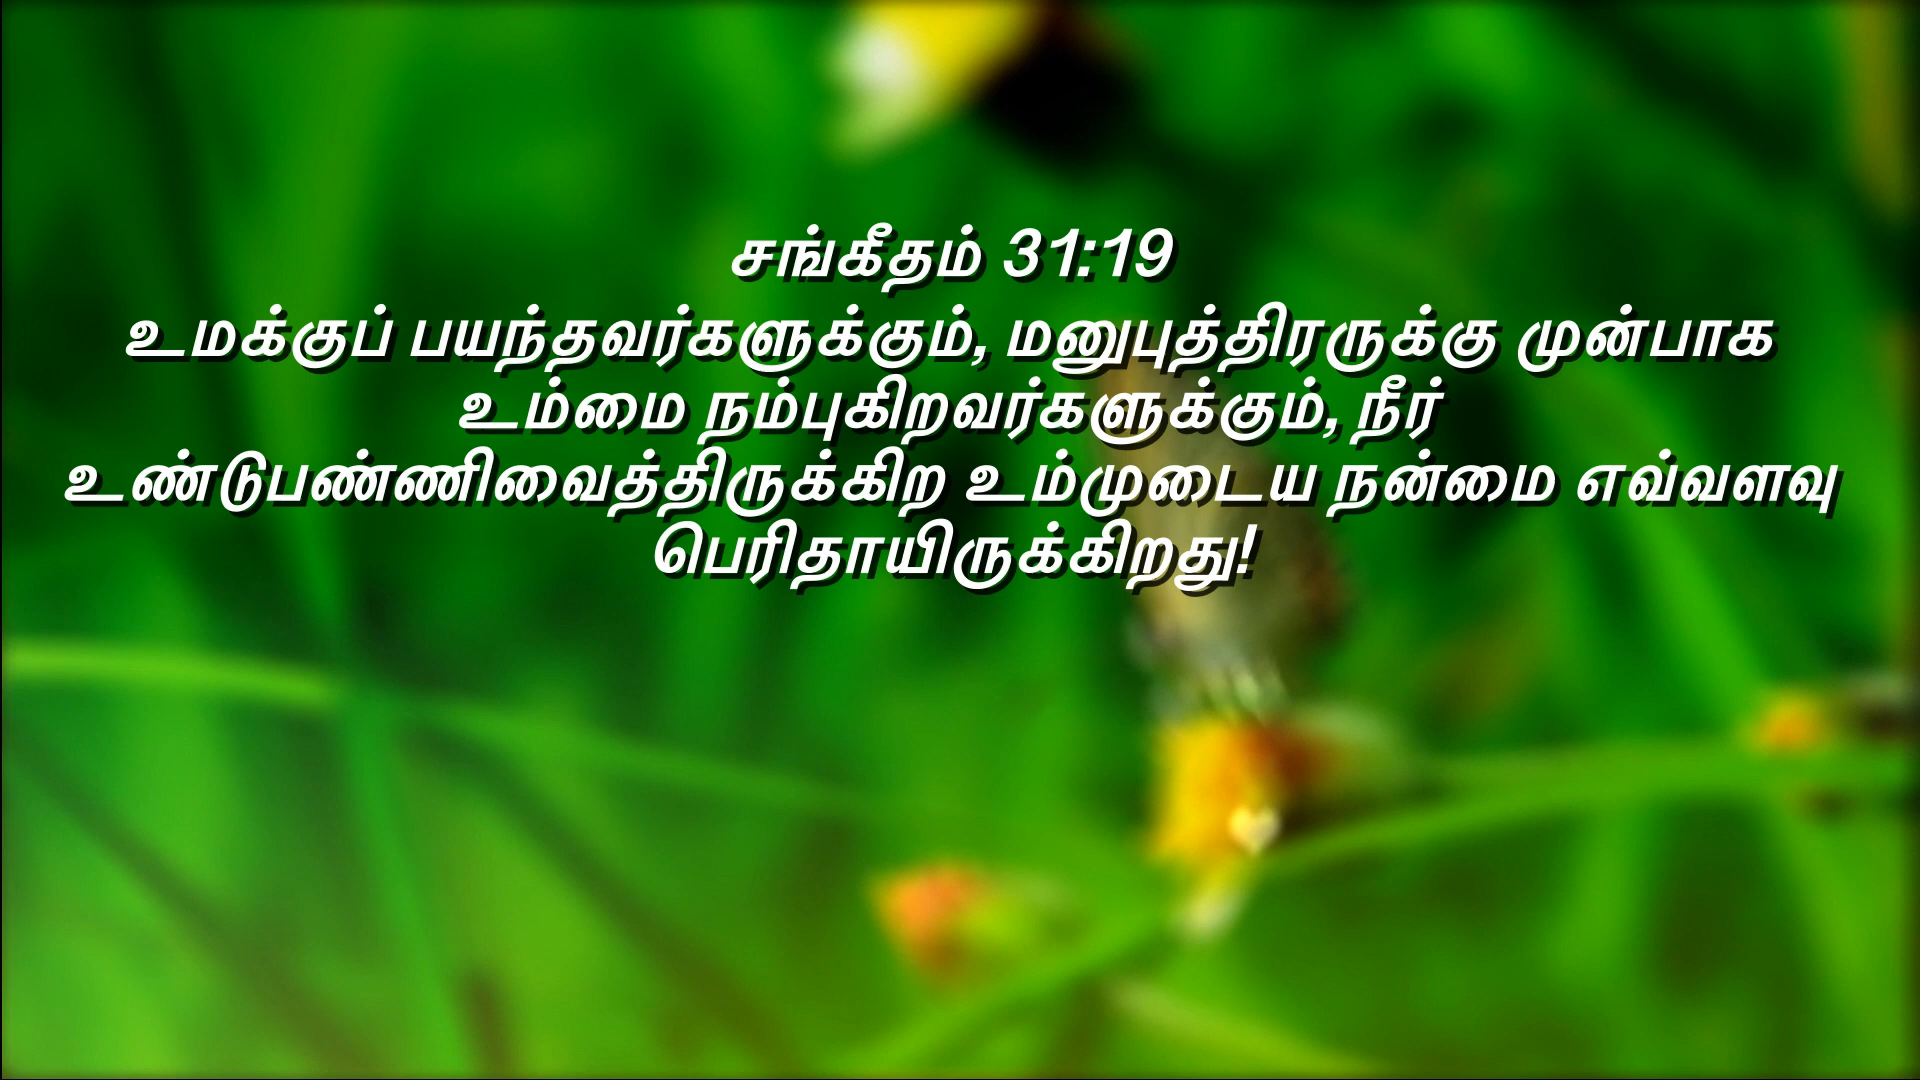 சங்கீதம் 31:19
உமக்குப் பயந்தவர்களுக்கும், மனுபுத்திரருக்கு முன்பாக
உம்மை நம்புகிறவர்களுக்கும், நீர்
உண்டுபண்ணிவைத்திருக்கிற உம்முடைய நன்மை எவ்வளவு
பெரிதாயிருக்கிறது!